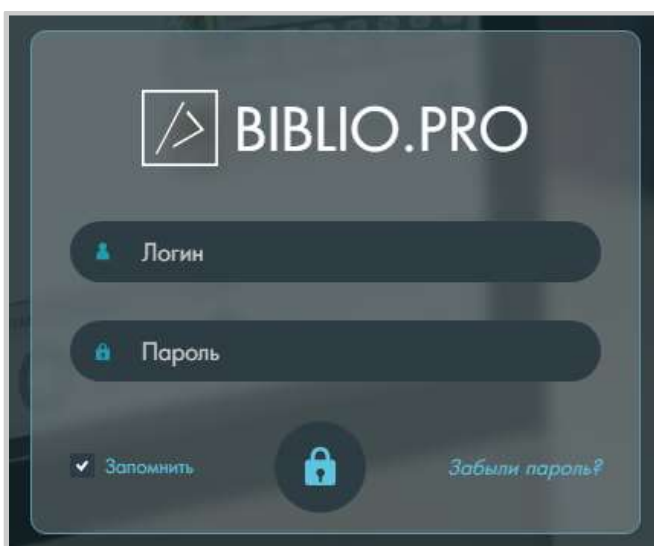 BIBLIO.PRO
Логин
Пароль
Запомнить
Забыли пароль?